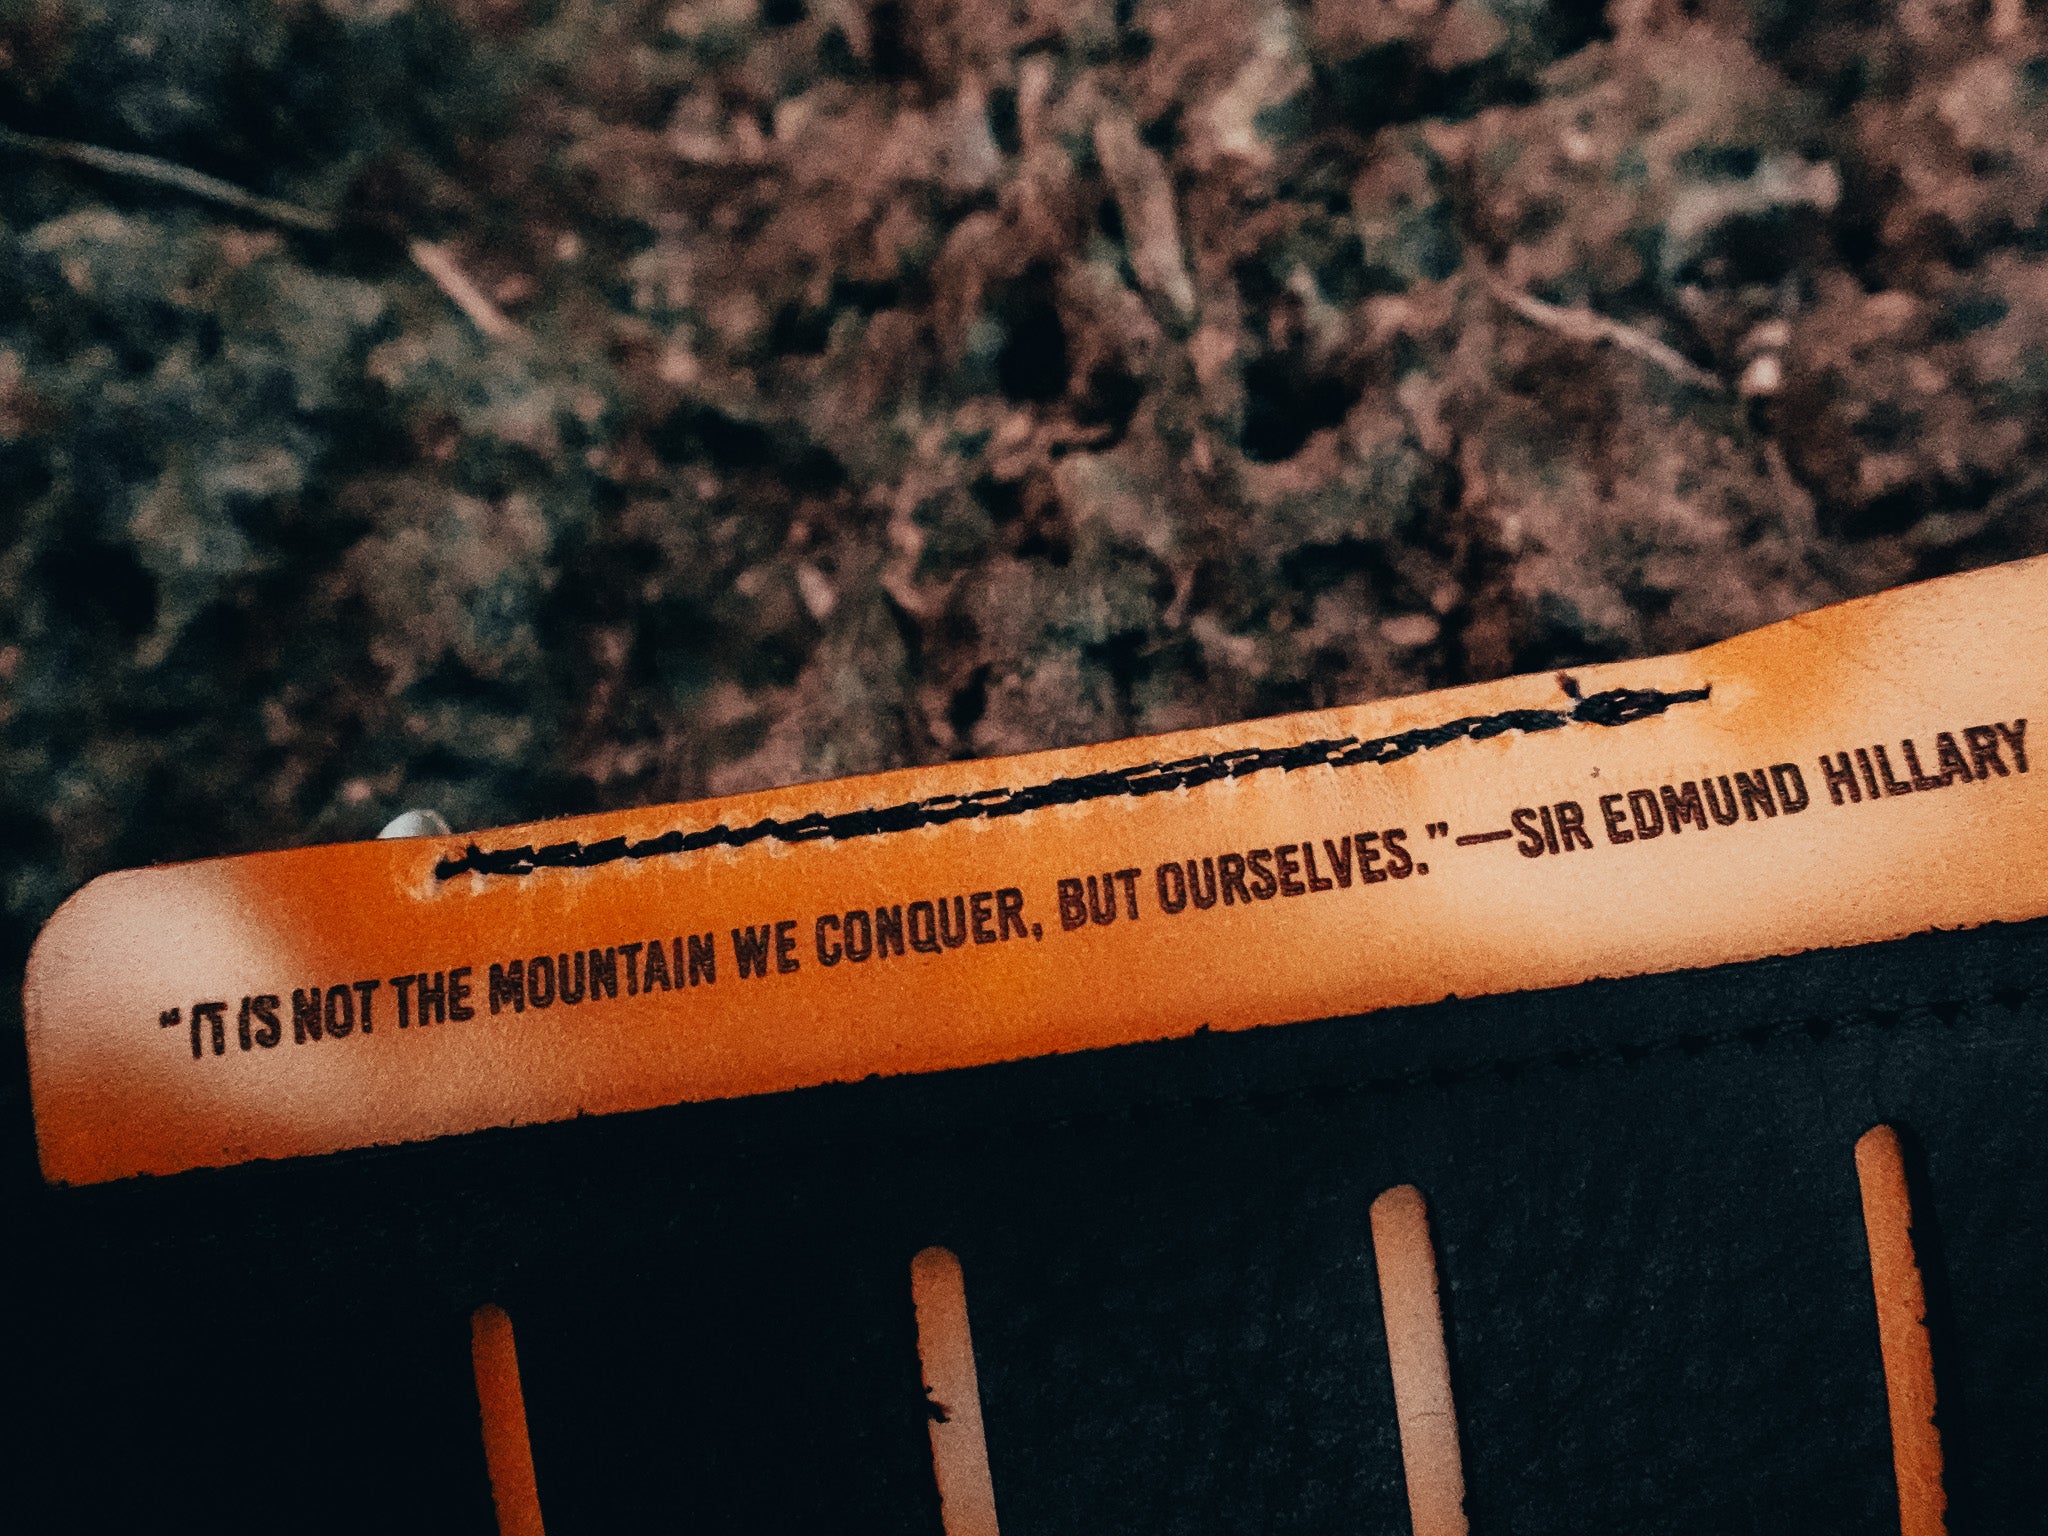 “IT IS NOT THE MOUNTAIN WE CONQUER, BUT OURSELVES.”—SIR EDMUND HILLARY